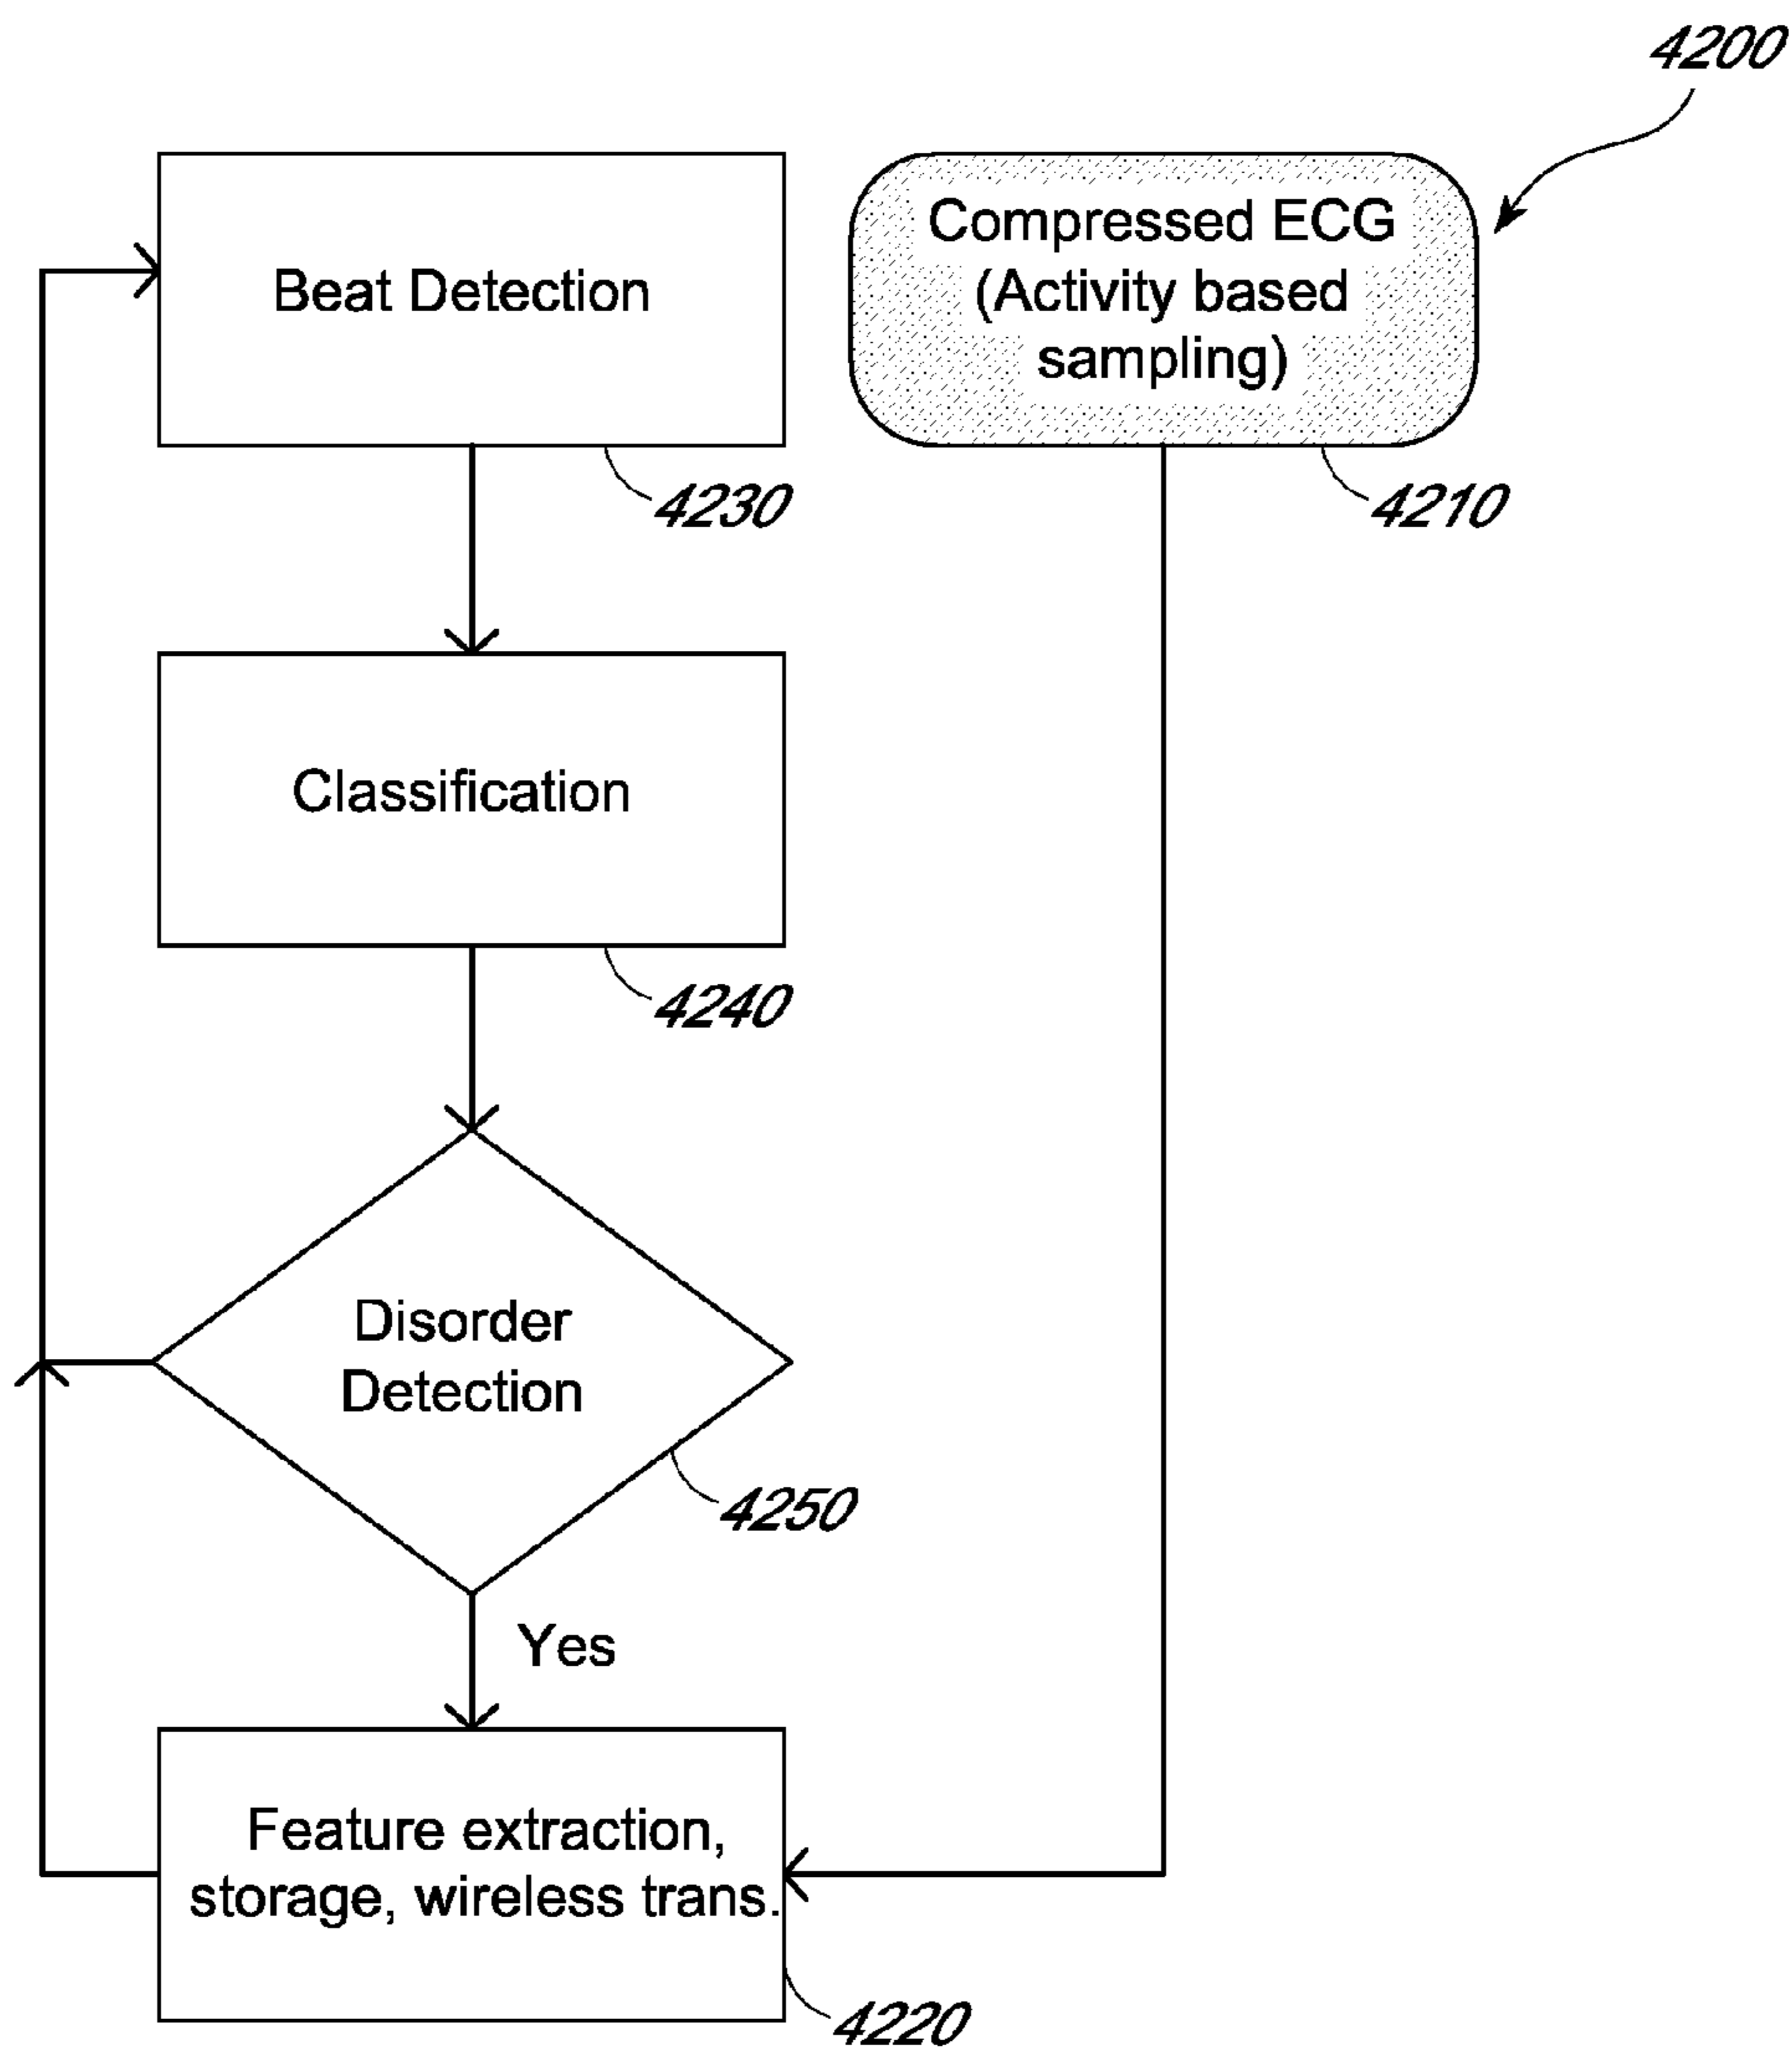 4200
Beat Detection
Compressed ECG
(Activity based
sampling)
4230
4210
Classification
4240
Disorder
Detection
4250
Yes
Feature extraction,
storage, wireless trans.
4220